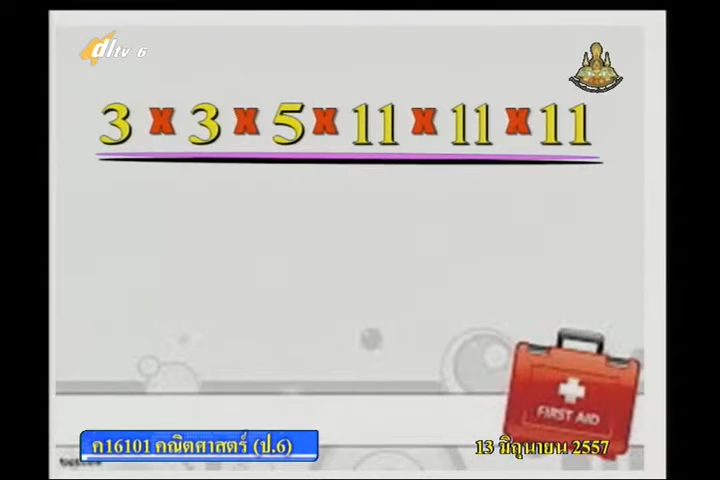 dltv-6
3 x 3 x 5 x 11 x 11 x 11
FIRST AID
ค16101 คณิตศาสตร์ (ป.6)
13 มิถุนายน 2557